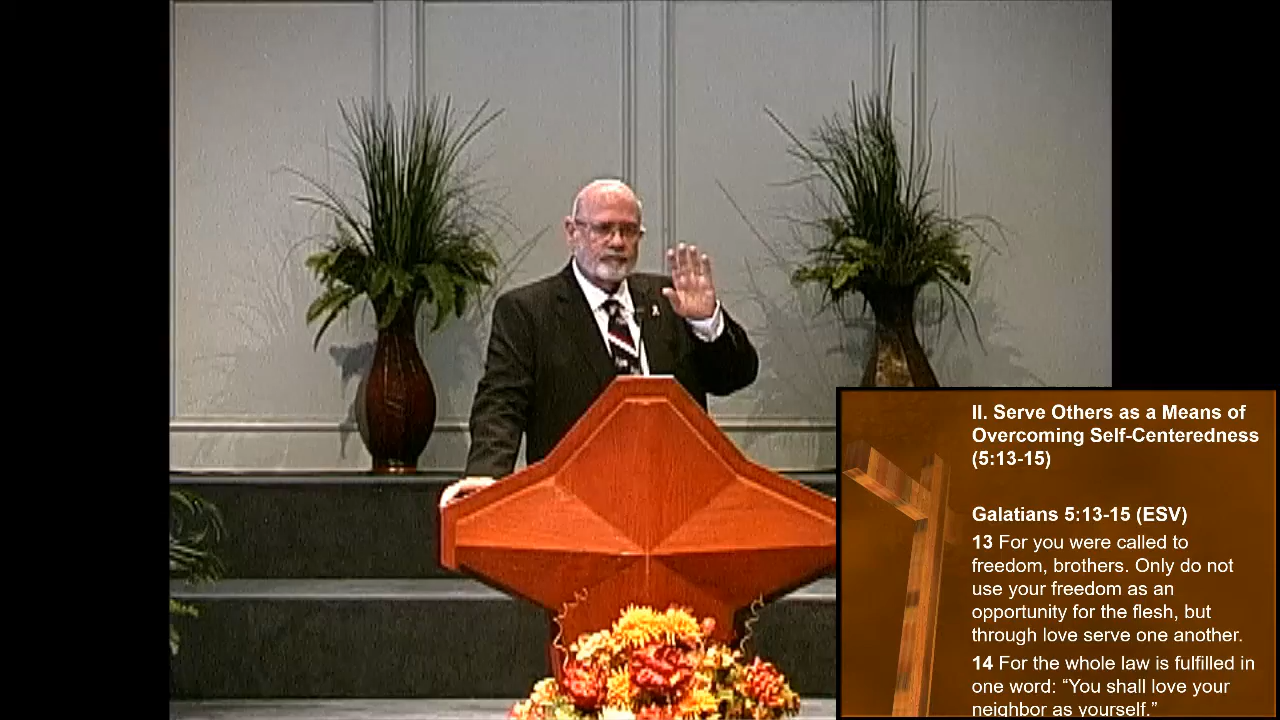 II. Serve Others as a Means of
Overcoming Self-Centeredness
(5:13-15)
Galatians 5:13-15 (ESV)
13 For you were called to
freedom, brothers. Only do not
use your freedom as an
opportunity for the flesh, but
through love serve one another.
14 For the whole law is fulfilled in
one word: “You shall love your
neighbor as yourself.”